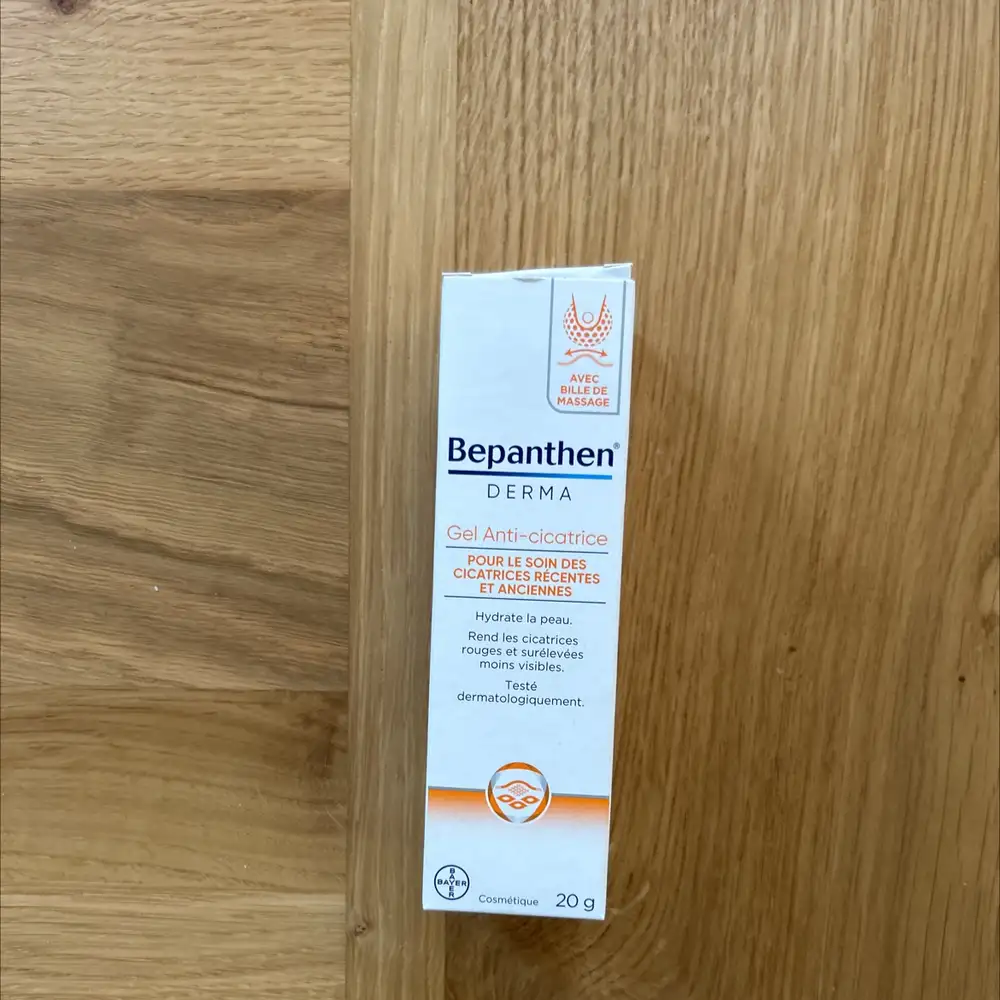 AVEC
BILLE DE
MASSAGE
Bepanthen®
DERMA
Gel Anti-cicatrice
POUR LE SOIN DES
CICATRICES RÉCENTES
ET ANCIENNES
Hydrate la peau.
Rend les cicatrices
rouges et surélevées
moins visibles.
Testé
dermatologiquement.
BAYER
BAYER
Cosmétique 20 g